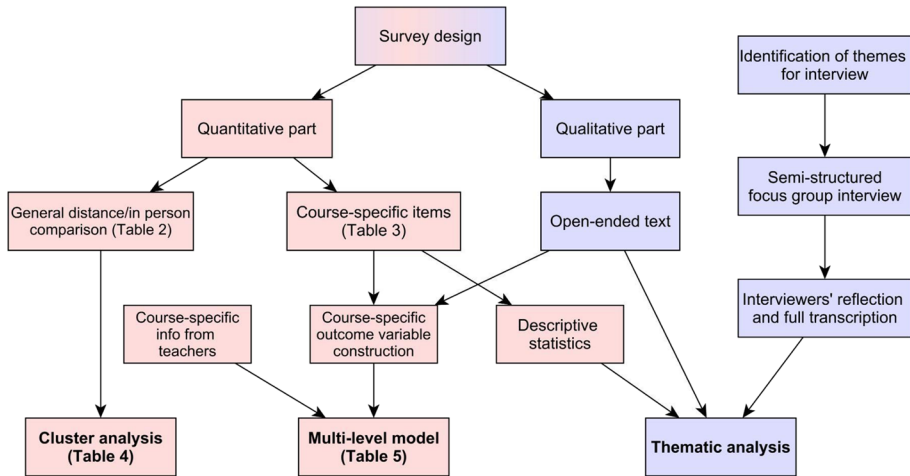 Survey design
Identification of themes
for interview
Quantitative part
Qualitative part
Semi-structured
focus group interview
General distance/in person
comparison (Table 2)
Course-specific items
(Table 3)
Open-ended text
Course-specific
info from
teachers
Course-specific
outcome variable
construction
Descriptive
statistics
Interviewers' reflection
and full transcription
Cluster analysis
(Table 4)
Multi-level model
(Table 5)
Thematic analysis